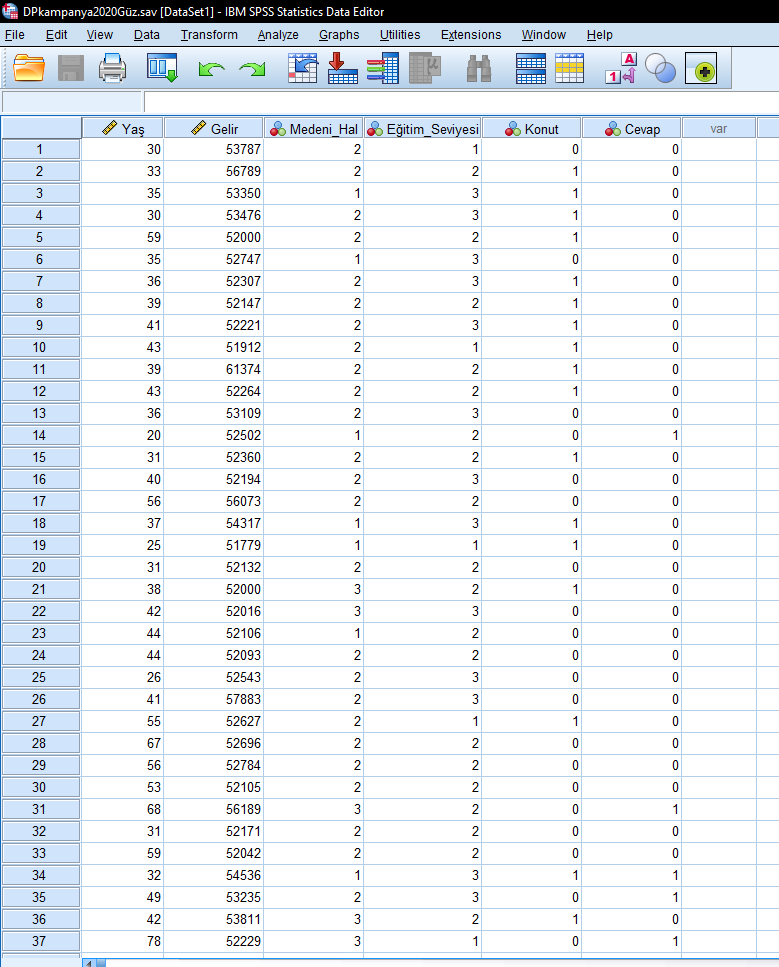 DPkampanya2020Güz.sav [DataSet1] - IBM SPSS Statistics Data Editor
File Edit View Data Transform Analyze Graphs Utilities Extensions Window Help
Yaş Gelir Medeni_Hal Eğitim_Seviyesi Konut Cevap var
1 30 53787 2 1 0 0
2 33 56789 2 2 1 0
3 35 53350 1 3 1 0
4 30 53476 2 3 1 0
5 59 52000 2 2 1 0
6 35 52747 1 3 0 0
7 36 52307 2 3 1 0
8 39 52147 2 2 1 0
9 41 52221 2 3 1 0
10 43 51912 2 1 1 0
11 39 61374 2 2 1 0
12 43 52264 2 2 1 0
13 36 53109 2 3 0 0
14 20 52502 1 2 0 1
15 31 52360 2 2 1 0
16 40 52194 2 3 0 0
17 56 56073 2 2 0 0
18 37 54317 1 3 1 0
19 25 51779 1 1 1 0
20 31 52132 2 2 0 0
21 38 52000 3 2 1 0
22 42 52016 3 3 0 0
23 44 52106 1 2 0 0
24 44 52093 2 2 0 0
25 26 52543 2 3 0 0
26 41 57883 2 3 0 0
27 55 52627 2 1 1 0
28 67 52696 2 2 0 0
29 56 52784 2 2 0 0
30 53 52105 2 2 0 0
31 68 56189 3 2 0 1
32 31 52171 2 2 0 0
33 59 52042 2 2 0 0
34 32 54536 1 3 1 1
35 49 53235 2 3 0 1
36 42 53811 3 2 1 0
37 78 52229 3 1 0 1